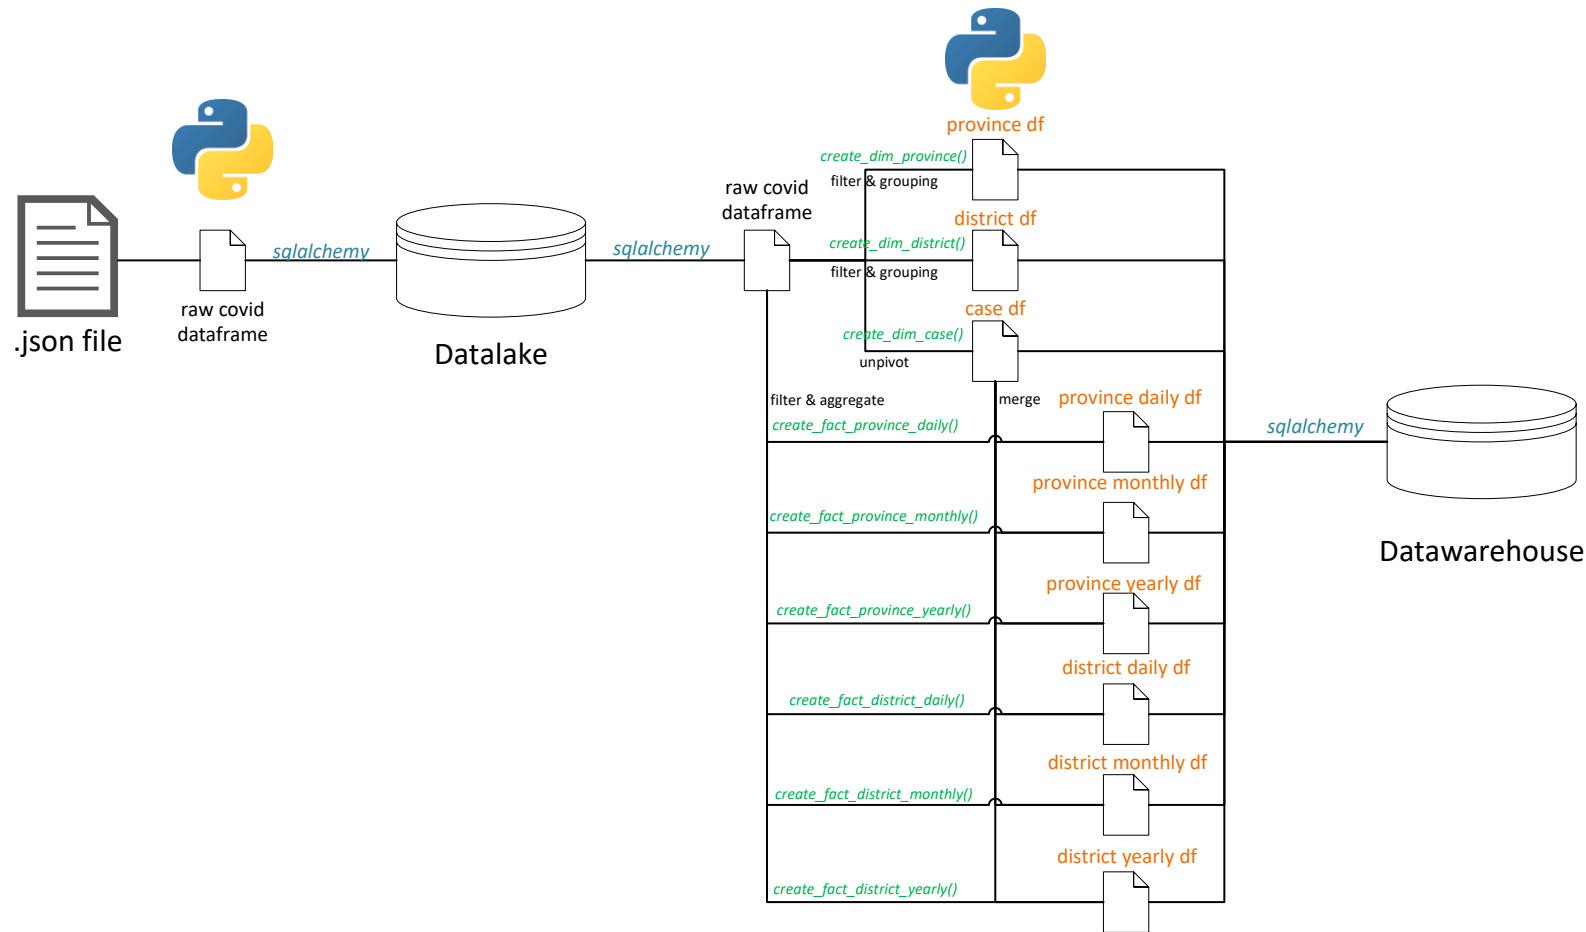 .json file
raw covid
dataframe
sqlalchemy
Datalake
sqlalchemy
raw covid
dataframe
province df
create_dim_province()
filter & grouping
district df
create_dim_district()
filter & grouping
case df
create_dim_case()
unpivot
filter & aggregate
merge
province daily df
create_fact_province_daily()
province monthly df
create_fact_province_monthly()
province yearly df
create_fact_province_yearly()
district daily df
create_fact_district_daily()
district monthly df
create_fact_district_monthly()
district yearly df
create_fact_district_yearly()
sqlalchemy
Datawarehouse